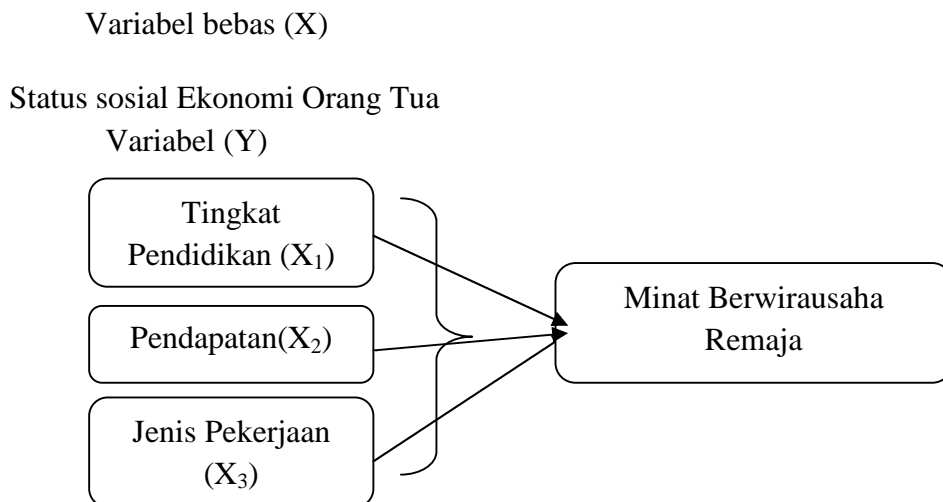 Variabel bebas (X)
Status sosial Ekonomi Orang Tua
Variabel (Y)
Tingkat
Pendidikan (X₁)
Pendapatan(X₂)
Jenis Pekerjaan
(X₃)
Minat Berwirausaha
Remaja